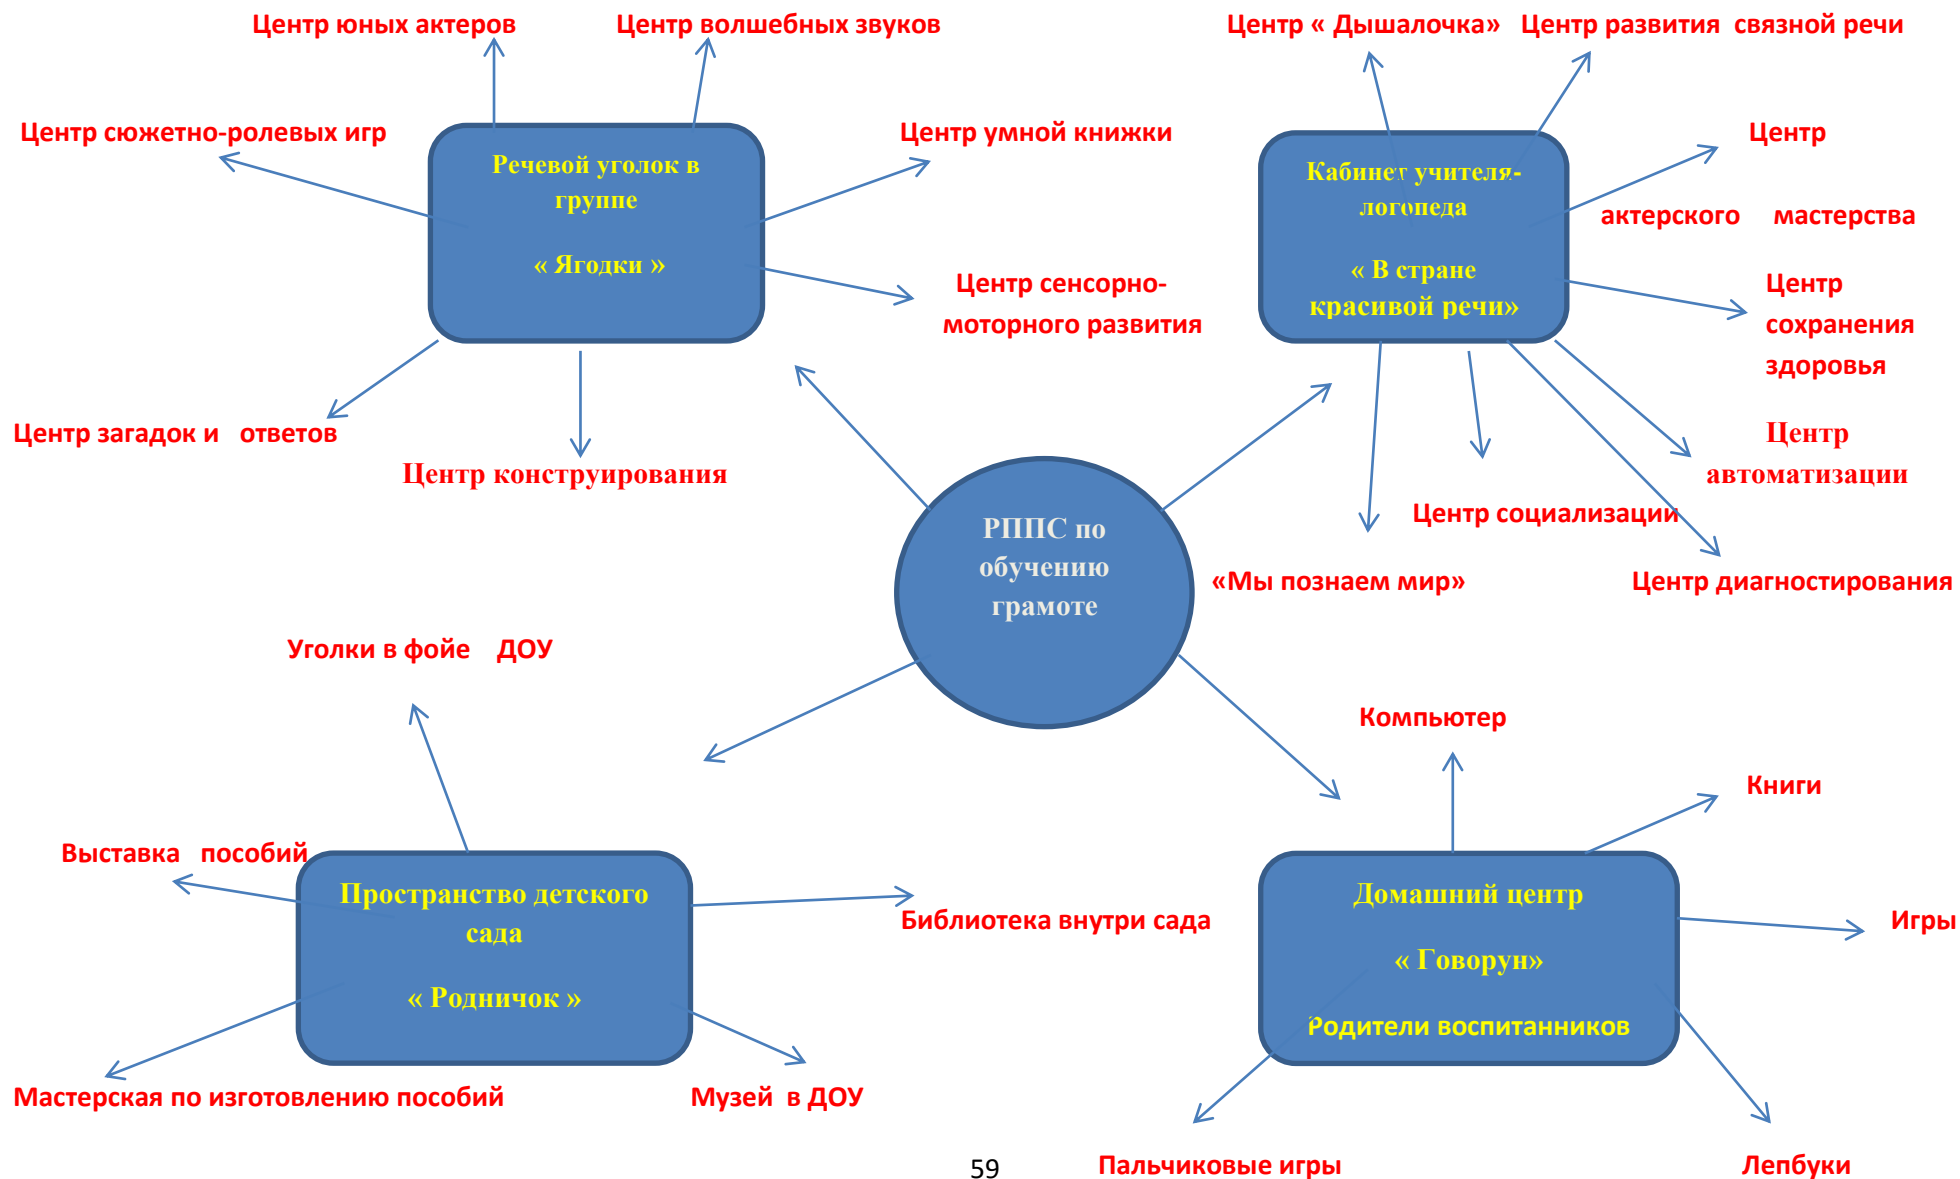 Центр юных актеров
Центр волшебных звуков
Центр « Дышалочка»
Центр развития связной речи
Центр сюжетно-ролевых игр
Речевой уголок в
группе
« Ягодки »
Центр умной книжки
Центр сенсорно-
моторного развития
Центр загадок и ответов
Центр конструирования
Кабинет учителя-
логопеда
« В стране
красивой речи»
Центр
актерского мастерства
Центр
сохранения
здоровья
Центр
автоматизации
Центр социализации
«Мы познаем мир»
Центр диагностирования
РППС по
обучению
грамоте
Уголки в фойе ДОУ
Выставка пособий
Пространство детского
сада
« Родничок »
Библиотека внутри сада
Мастерская по изготовлению пособий
Музей в ДОУ
Компьютер
Книги
Домашний центр
« Говорун»
Родители воспитанников
Игры
Пальчиковые игры
Лепбуки
59